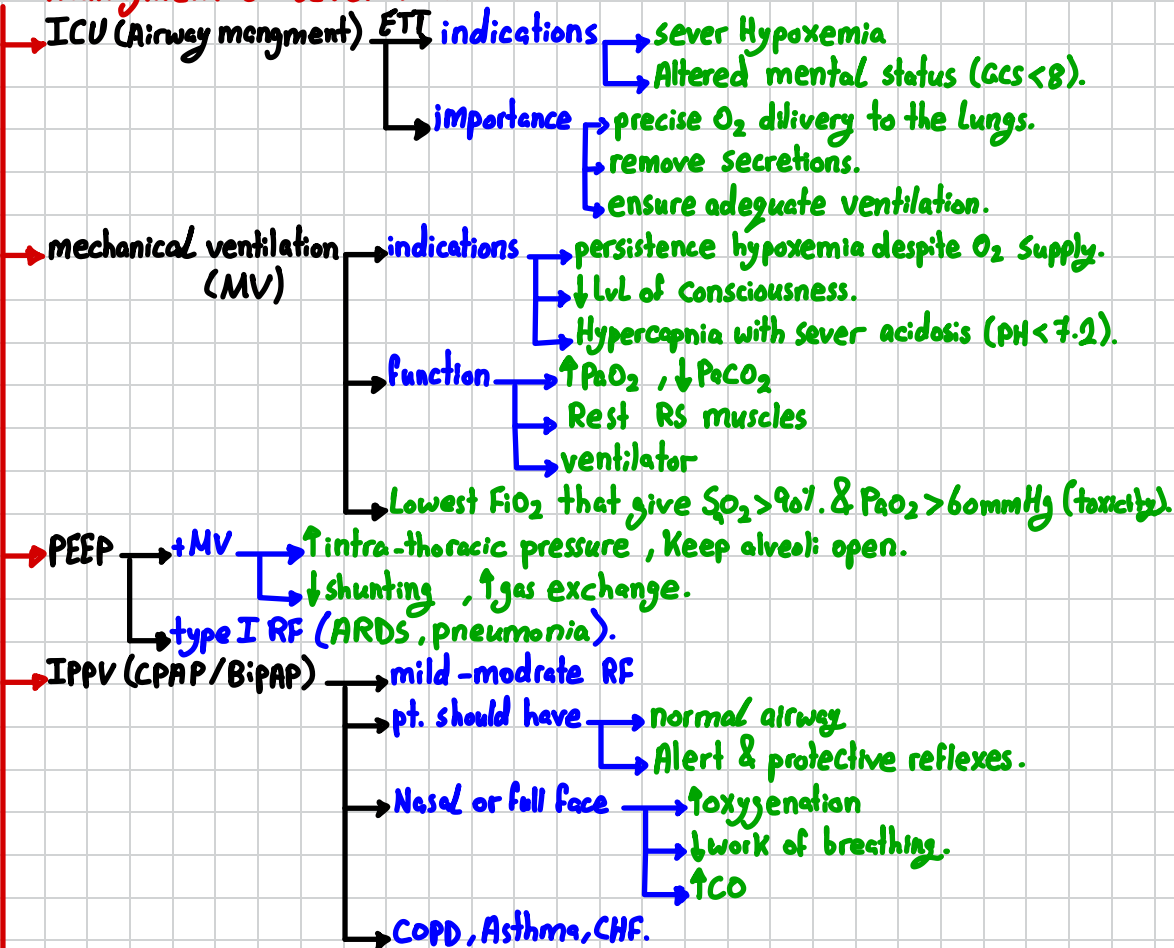 ICU (Airway mangment) ETI indications sever Hypoxemia
Altered mental status (GCS<8).
importance precise O2 dilivery to the Lungs.
remove secretions.
ensure adequate ventilation.
mechanical ventilation indications persistence hypoxemia despite O2 Supply.
(MV) ↓ LvL of Consciousness.
Hypercapnia with sever acidosis (PH<7.2).
function ↑PaO2 , ↓ PaCO2
Rest RS muscles
ventilator
Lowest FiO2 that give SaO2>90%. & PaO2>60mmHg (toxicity).
PEEP +MV ↑intra-thoracic pressure , Keep alveoli open.
↓shunting , ↑gas exchange.
type I RF (ARDS, pneumonia).
IPPV (CPAP/BiPAP) mild-modrate RF
pt. should have normal airway
Alert & protective reflexes.
Nasal or full face ↑oxygenation
↓work of breathing.
↑CO
COPD, Asthma, CHF.